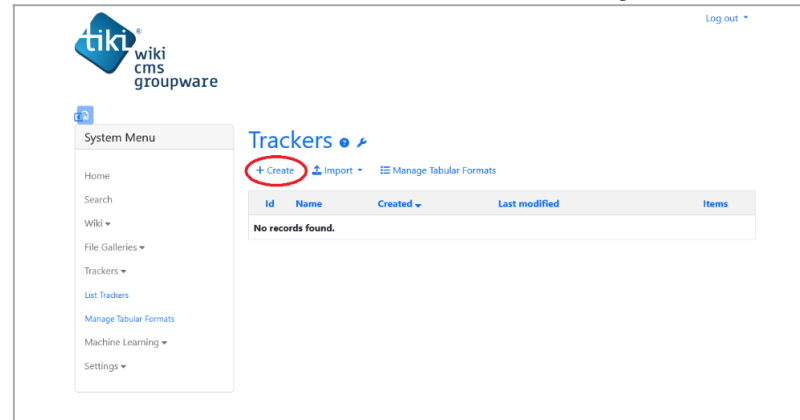 Log out
tiki®
wiki
cms
groupware
System Menu
Home
Search
Wiki
File Galleries
Trackers
List Trackers
Manage Tabular Formats
Machine Learning
Settings
Trackers
+ Create Import Manage Tabular Formats
Id Name Created Last modified Items
No records found.